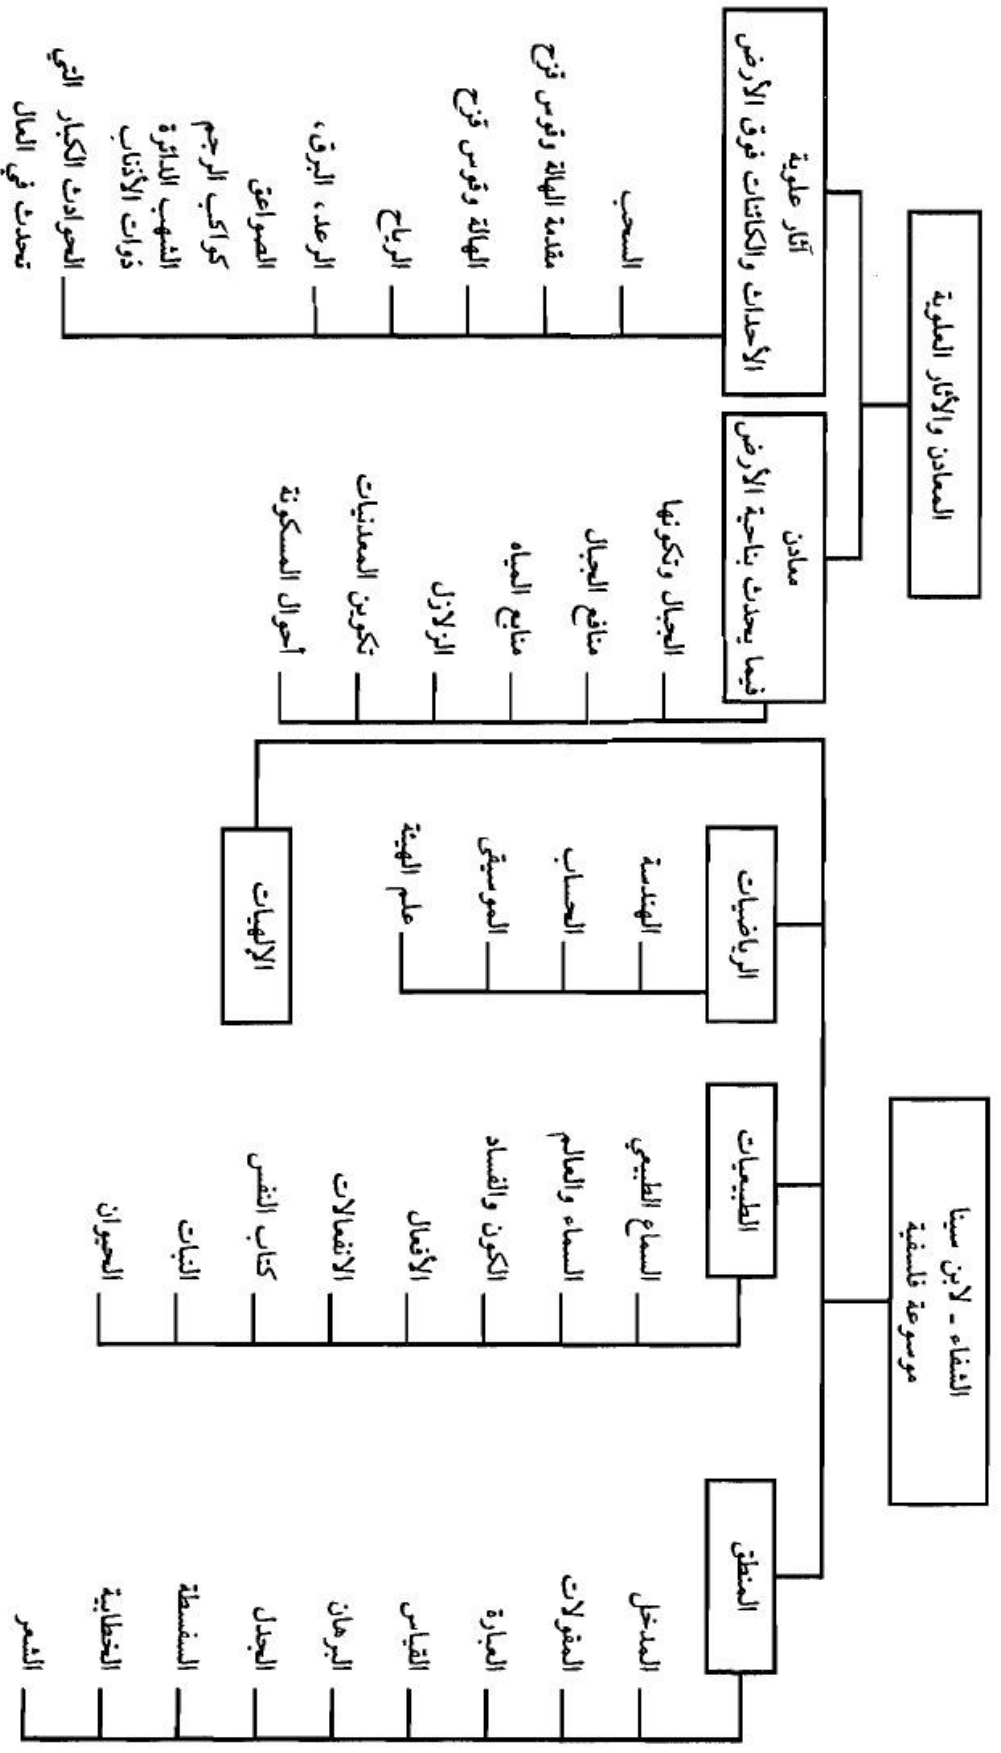 الشفاء - لابن سينا
موسوعة فلسفية
المنطق
المدخل
المقولات
العبارة
القياس
البرهان
الجدل
السفسطة
الخطابية
الشعر
الطبيعيات
السماع الطبيعي
السماء والعالم
الكون والفساد
الأفعال
الانفعالات
كتاب النفس
النبات
الحيوان
الرياضيات
الهندسة
الحساب
الموسيقى
علم الهيئة
الإلهيات
المعادن والأثار العلوية
معادن
فيما يحدث بناحية الأرض
الجبال وتكونها
منافع الجبال
منابع المياه
الزلازل
تكوين المعدنيات
أحوال المسكونة
آثار علوية
الأحداث والكائنات فوق الأرض
السحب
مقدمة الهالة وقوس قزح
الهالة وقوس قزح
الرياح
الرعد، البرق،
الصواعق
كواكب الرجم
الشهب الدائرة
ذوات الأذناب
الحوادث الكبار التي
تحدث في العال